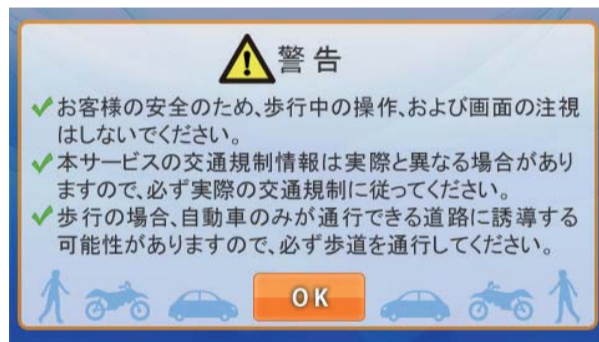 警告
お客様の安全のため、歩行中の操作、および画面の注視
はしないでください。
本サービスの交通規制情報は実際と異なる場合があり
ますので、必ず実際の交通規制に従ってください。
歩行の場合、自動車のみが通行できる道路に誘導する
可能性がありますので、必ず歩道を通行してください。
OK